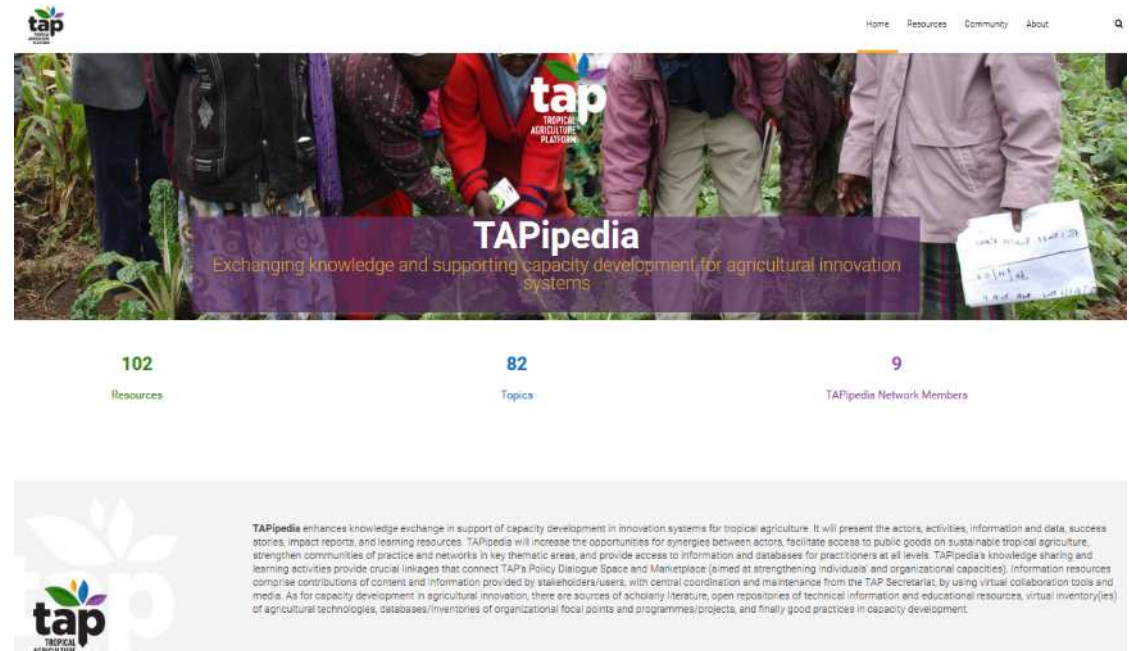 tap
TROPICAL
AGRICULTURE
PLATFORM
Home Resources Community About
tap
TROPICAL
AGRICULTURE
PLATFORM
TAPipedia
Exchanging knowledge and supporting capacity development for agricultural innovation
systems
102 82 9
Resources Topics TAPipedia Network Members
TAPipedia enhances knowledge exchange in support of capacity development in innovation systems for tropical agriculture. It will present the actors, activities, information and data, success
stories, impact reports, and learning resources. TAPipedia will increase the opportunities for synergies between actors, facilitate access to public goods on sustainable tropical agriculture,
strengthen communities of practice and networks in key thematic areas, and provide access to information and databases for practitioners at all levels. TAPipedia's knowledge sharing and
learning activities provide crucial linkages that connect TAP's Policy Dialogue Space and Marketplace (aimed at strengthening individuals' and organizational capacities). Information resources
comprise contributions of content and information provided by stakeholders/users, with central coordination and maintenance from the TAP Secretariat, by using virtual collaboration tools and
media. As for capacity development in agricultural innovation, there are sources of scholarly literature, open repositories of technical information and educational resources, virtual inventory(ies)
of agricultural technologies, databases/inventories of organizational focal points and programmes/projects, and finally good practices in capacity development.
tap
TROPICAL
AGRICULTURE